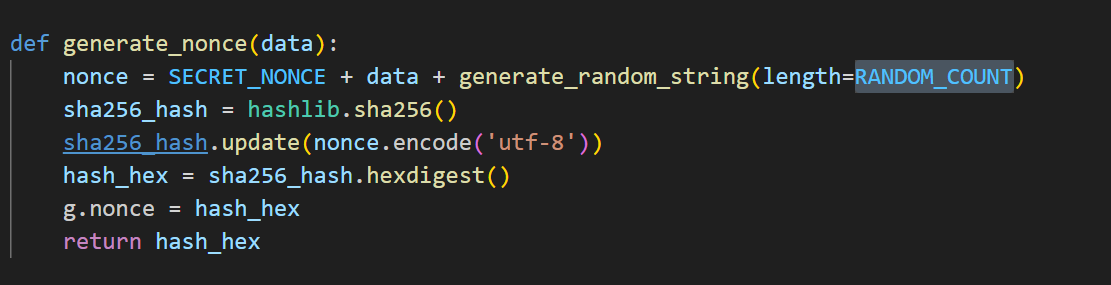 def generate_nonce(data):
    nonce = SECRET_NONCE + data + generate_random_string(length=RANDOM_COUNT)
    sha256_hash = hashlib.sha256()
    sha256_hash.update(nonce.encode('utf-8'))
    hash_hex = sha256_hash.hexdigest()
    g.nonce = hash_hex
    return hash_hex